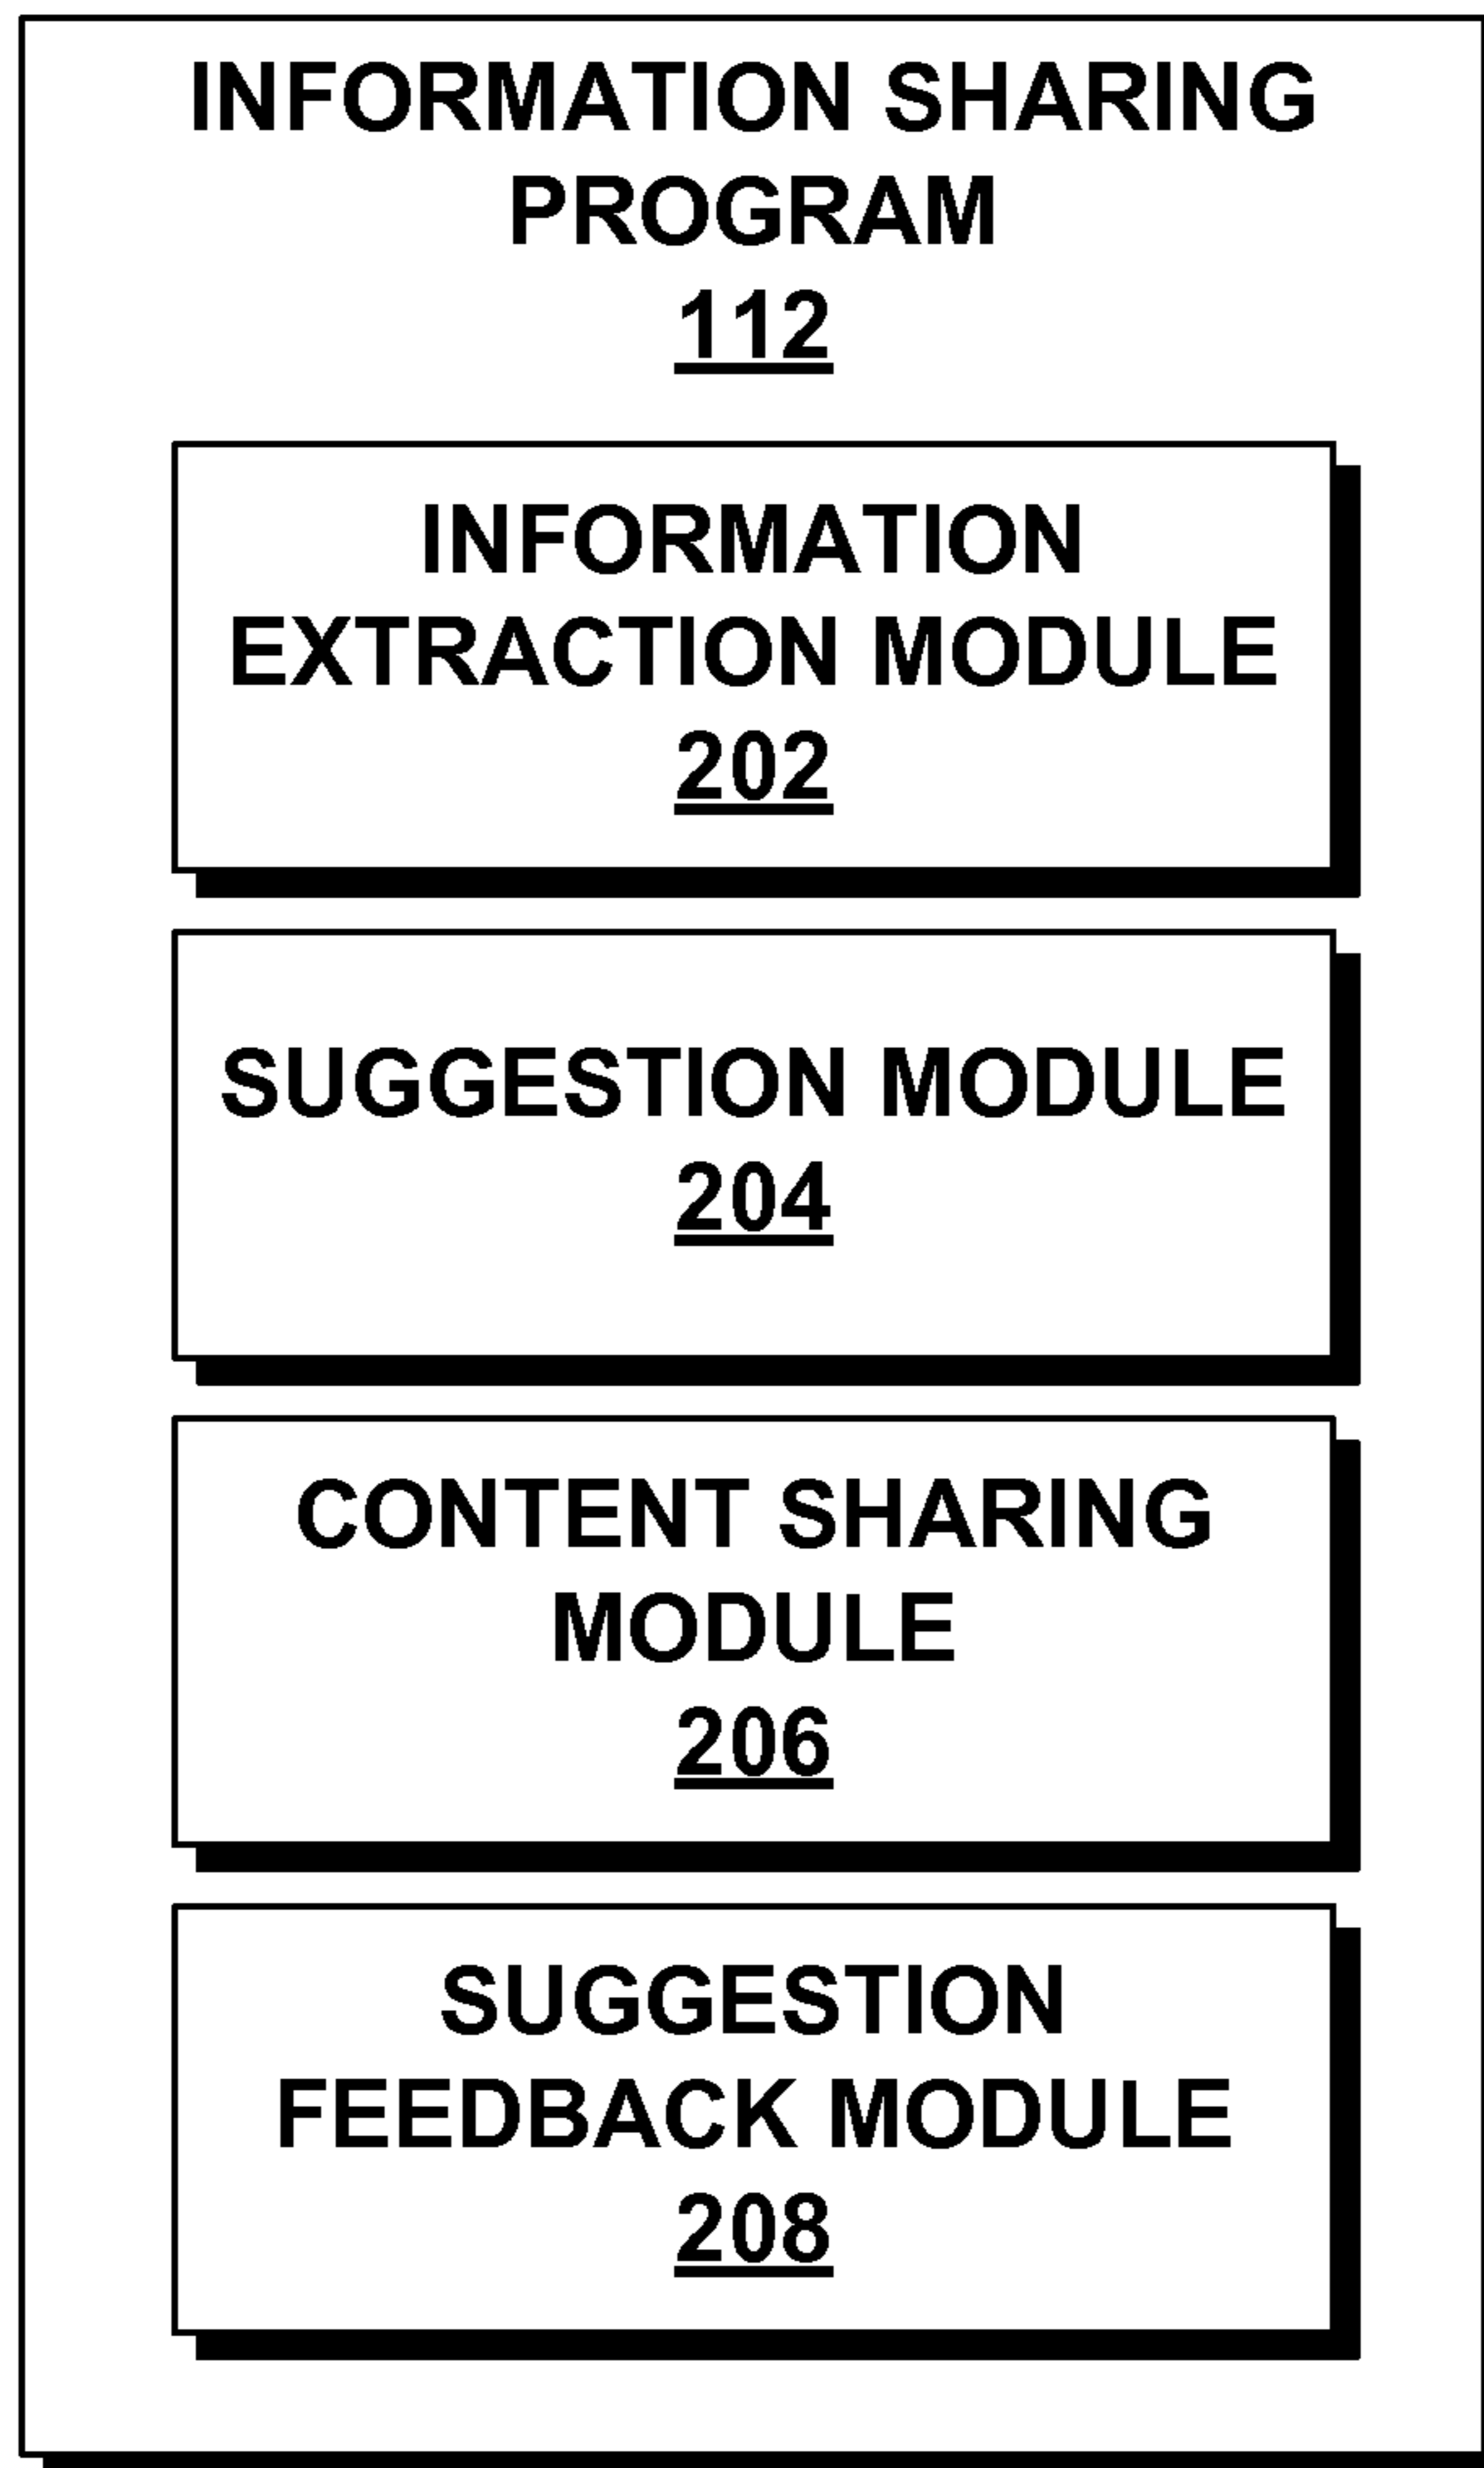 INFORMATION SHARING
PROGRAM
112
INFORMATION
EXTRACTION MODULE
202
SUGGESTION MODULE
204
CONTENT SHARING
MODULE
206
SUGGESTION
FEEDBACK MODULE
208